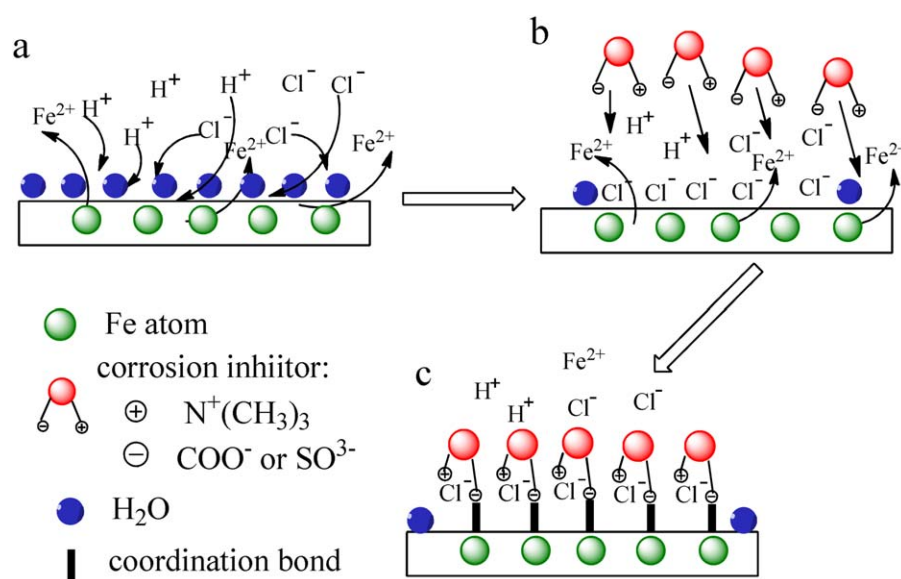 a
H⁺ H⁺ Cl⁻ Cl⁻
Fe²⁺ H⁺
H⁺ Cl⁻ Fe²⁺ Cl⁻ Fe²⁺
b
H⁺ Cl⁻ Cl⁻
Fe²⁺ H⁺ Fe²⁺ Fe²⁺
Cl⁻ Cl⁻ Cl⁻ Cl⁻ Cl⁻
Fe atom
corrosion inhiitor:
⊕ N⁺(CH₃)₃
⊖ COO⁻ or SO³⁻
H₂O
coordination bond
c
Fe²⁺
H⁺ H⁺ Cl⁻ Cl⁻
Cl⁻ Cl⁻ Cl⁻ Cl⁻ Cl⁻